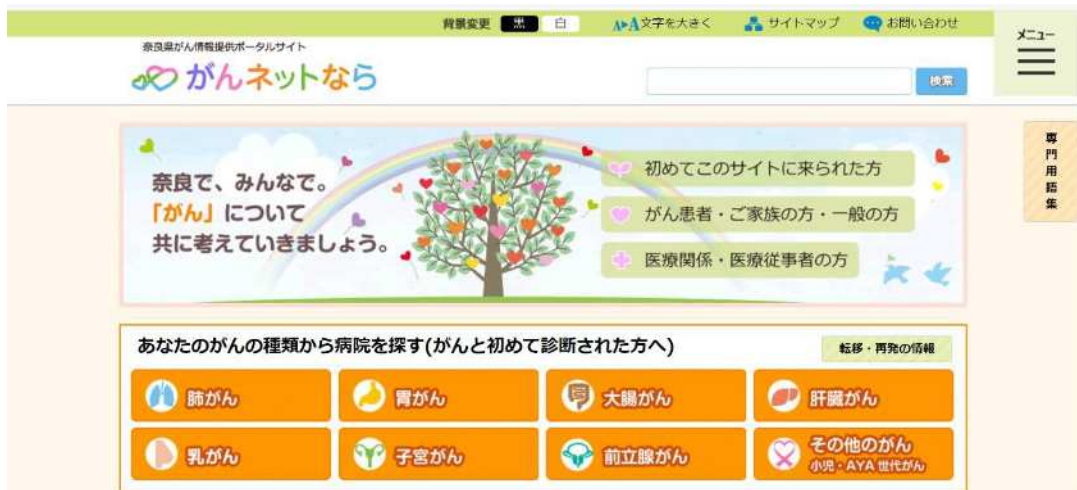 背景変更 黒 白 A▶A文字を大きく サイトマップ お問い合わせ
メニュー
奈良県がん情報提供ポータルサイト
がんネットなら
検索
専門用語集
奈良で、みんなで。
「がん」について
共に考えていきましょう。
初めてこのサイトに来られた方
がん患者・ご家族の方・一般の方
医療関係・医療従事者の方
あなたのがんの種類から病院を探す(がんと初めて診断された方へ)
転移・再発の情報
肺がん 胃がん 大腸がん 肝臓がん
乳がん 子宮がん 前立腺がん その他のがん
小児・AYA世代がん